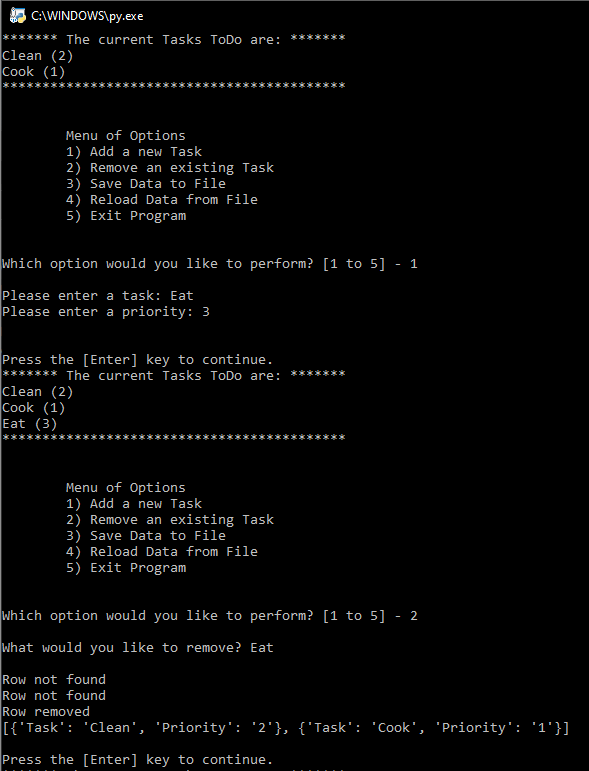 C:\WINDOWS\py.exe
******* The current Tasks ToDo are: *******
Clean (2)
Cook (1)
*******************************************
Menu of Options
1) Add a new Task
2) Remove an existing Task
3) Save Data to File
4) Reload Data from File
5) Exit Program
Which option would you like to perform? [1 to 5] - 1
Please enter a task: Eat
Please enter a priority: 3
Press the [Enter] key to continue.
******* The current Tasks ToDo are: *******
Clean (2)
Cook (1)
Eat (3)
*******************************************
Menu of Options
1) Add a new Task
2) Remove an existing Task
3) Save Data to File
4) Reload Data from File
5) Exit Program
Which option would you like to perform? [1 to 5] - 2
What would you like to remove? Eat
Row not found
Row not found
Row removed
[{'Task': 'Clean', 'Priority': '2'}, {'Task': 'Cook', 'Priority': '1'}]
Press the [Enter] key to continue.